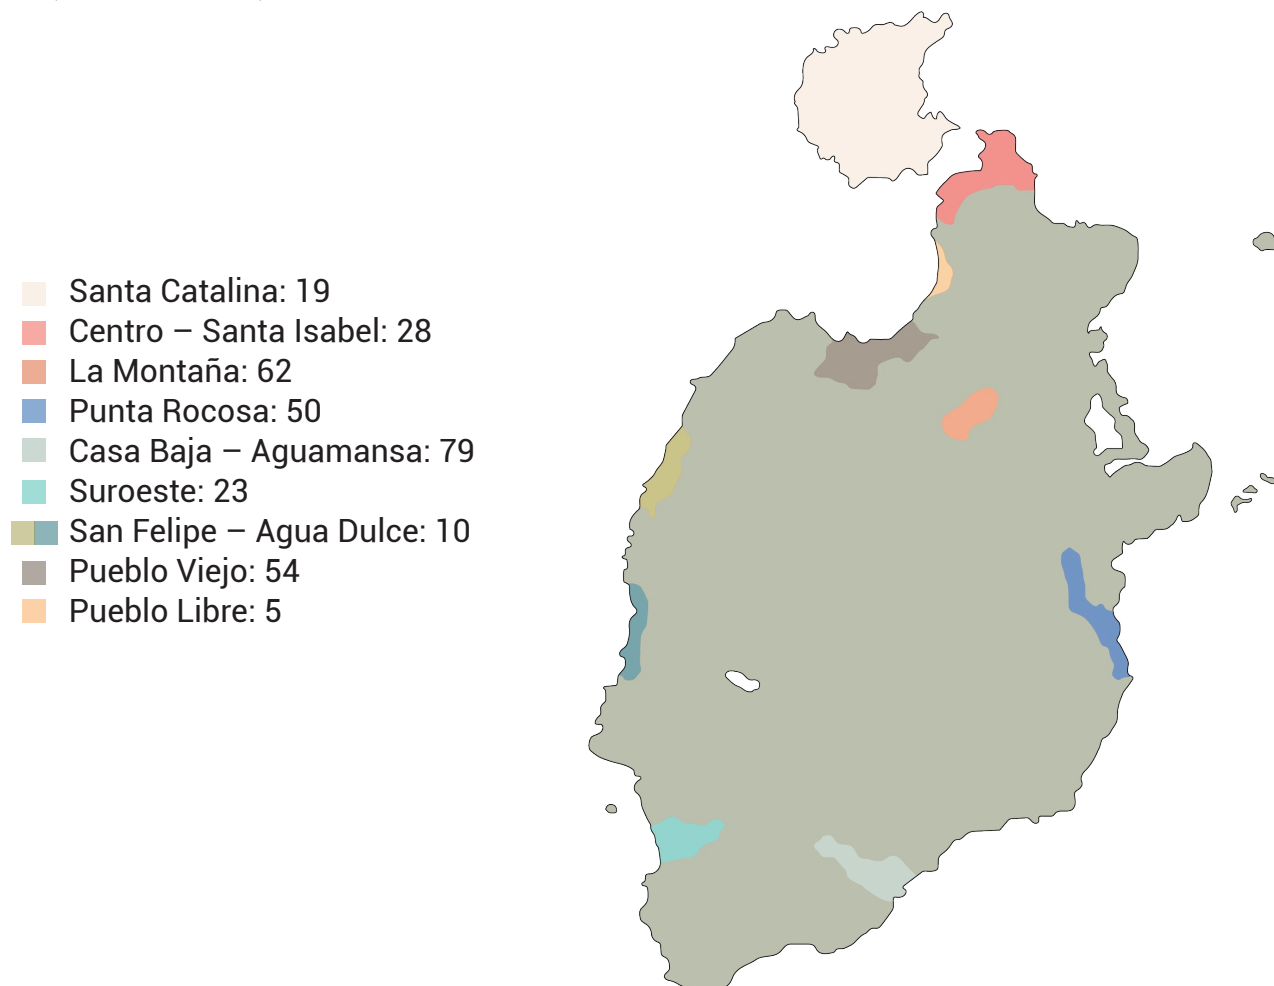 Santa Catalina: 19
Centro – Santa Isabel: 28
La Montaña: 62
Punta Rocosa: 50
Casa Baja – Aguamansa: 79
Suroeste: 23
San Felipe – Agua Dulce: 10
Pueblo Viejo: 54
Pueblo Libre: 5